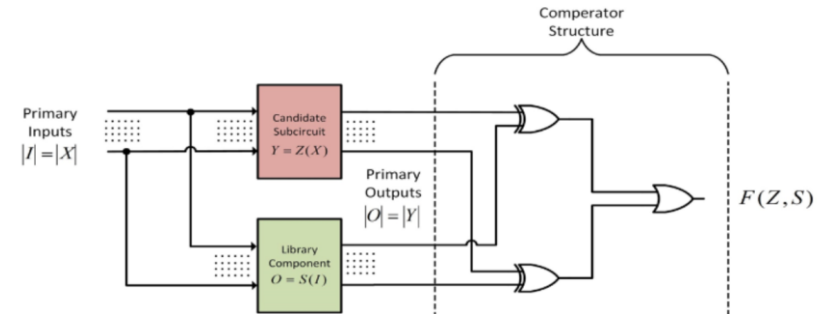 Comperator
Structure
Primary
Inputs
|I|=|X|
Candidate
Subcircuit
Y = Z(X)
Primary
Outputs
|O|=|Y|
Library
Component
O = S(I)
F(Z,S)